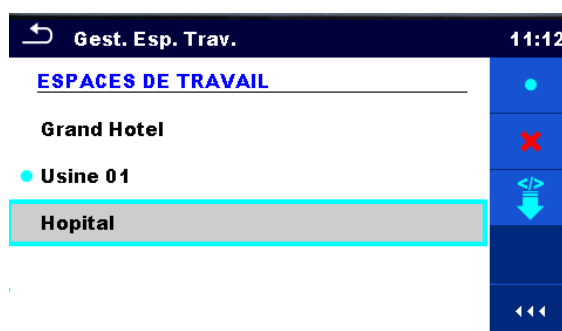 Gest. Esp. Trav. 11:12
ESPACES DE TRAVAIL
Grand Hotel
Usine 01
</>
Hopital